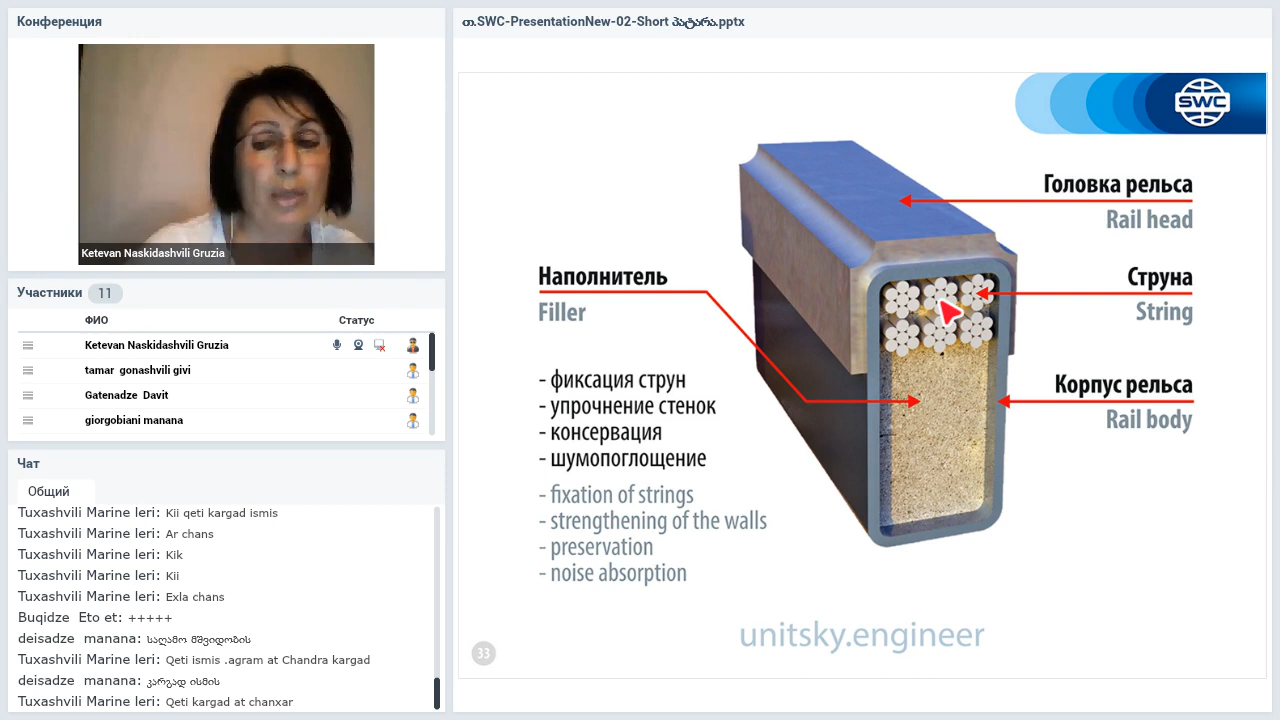 Конференция
Ketevan Naskidashvili Gruzia
Участники 11
ФИО Статус
Ketevan Naskidashvili Gruzia
tamar gonashvili givi
Gatenadze Davit
giorgobiani manana
Чат
Общий
Tuxashvili Marine leri: Kii qeti kargad ismis
Tuxashvili Marine leri: Ar chans
Tuxashvili Marine leri: Kik
Tuxashvili Marine leri: Kii
Tuxashvili Marine leri: Exla chans
Buqidze Eto et: +++++
deisadze manana: საღამო მშვიდობის
Tuxashvili Marine leri: Qeti ismis .agram at Chandra kargad
deisadze manana: კარგად ისმის
Tuxashvili Marine leri: Qeti kargad at chanxar
თ.SWC-PresentationNew-02-Short პატარა.pptx
SWC
Головка рельса
Rail head
Струна
String
Корпус рельса
Rail body
Наполнитель
Filler
- фиксация струн
- упрочнение стенок
- консервация
- шумопоглощение
- fixation of strings
- strengthening of the walls
- preservation
- noise absorption
unitsky.engineer
33